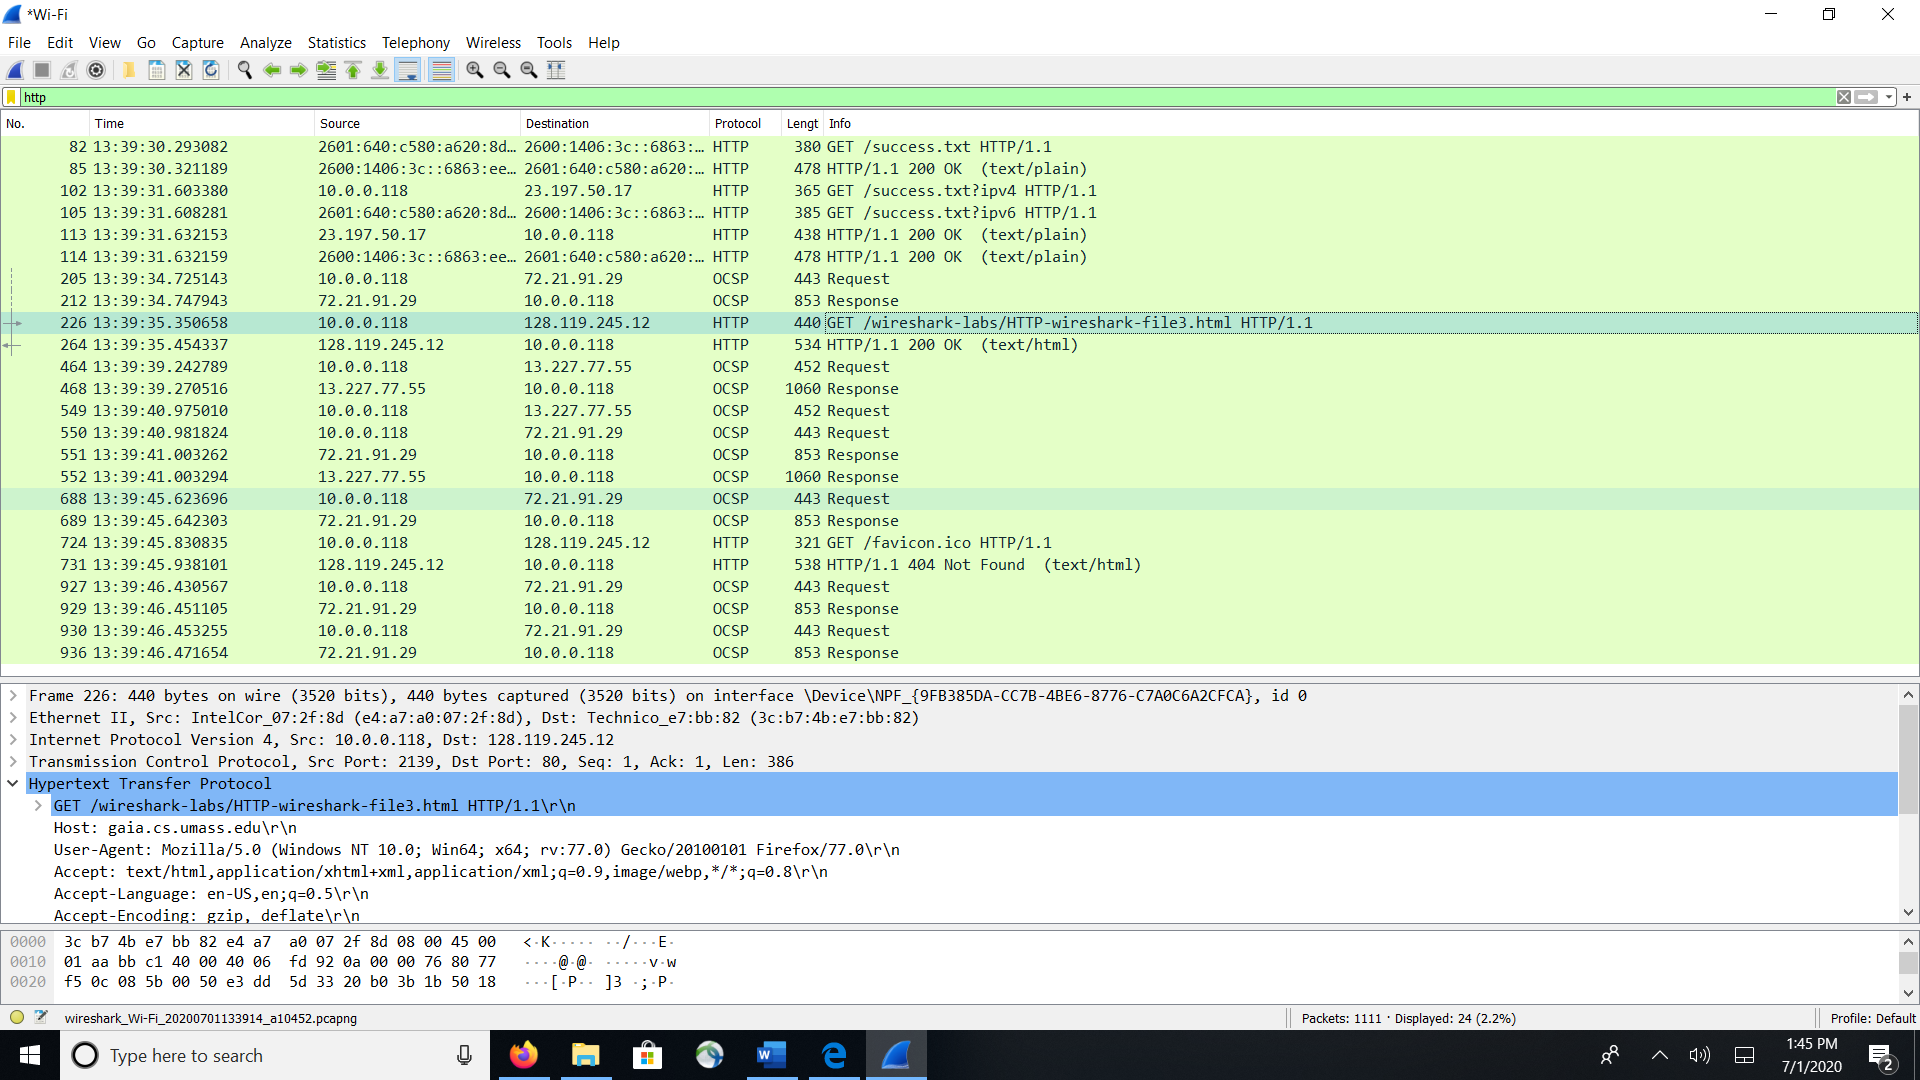 *Wi-Fi
File Edit View Go Capture Analyze Statistics Telephony Wireless Tools Help
http
No. Time Source Destination Protocol Lengt Info
82 13:39:30.293082 2601:640:c580:a620:8d… 2600:1406:3c::6863:… HTTP 380 GET /success.txt HTTP/1.1
85 13:39:30.321189 2600:1406:3c::6863:ee… 2601:640:c580:a620:… HTTP 478 HTTP/1.1 200 OK (text/plain)
102 13:39:31.603380 10.0.0.118 23.197.50.17 HTTP 365 GET /success.txt?ipv4 HTTP/1.1
105 13:39:31.608281 2601:640:c580:a620:8d… 2600:1406:3c::6863:… HTTP 385 GET /success.txt?ipv6 HTTP/1.1
113 13:39:31.632153 23.197.50.17 10.0.0.118 HTTP 438 HTTP/1.1 200 OK (text/plain)
114 13:39:31.632159 2600:1406:3c::6863:ee… 2601:640:c580:a620:… HTTP 478 HTTP/1.1 200 OK (text/plain)
205 13:39:34.725143 10.0.0.118 72.21.91.29 OCSP 443 Request
212 13:39:34.747943 72.21.91.29 10.0.0.118 OCSP 853 Response
226 13:39:35.350658 10.0.0.118 128.119.245.12 HTTP 440 GET /wireshark-labs/HTTP-wireshark-file3.html HTTP/1.1
264 13:39:35.454337 128.119.245.12 10.0.0.118 HTTP 534 HTTP/1.1 200 OK (text/html)
464 13:39:39.242789 10.0.0.118 13.227.77.55 OCSP 452 Request
468 13:39:39.270516 13.227.77.55 10.0.0.118 OCSP 1060 Response
549 13:39:40.975010 10.0.0.118 13.227.77.55 OCSP 452 Request
550 13:39:40.981824 10.0.0.118 72.21.91.29 OCSP 443 Request
551 13:39:41.003262 72.21.91.29 10.0.0.118 OCSP 853 Response
552 13:39:41.003294 13.227.77.55 10.0.0.118 OCSP 1060 Response
688 13:39:45.623696 10.0.0.118 72.21.91.29 OCSP 443 Request
689 13:39:45.642303 72.21.91.29 10.0.0.118 OCSP 853 Response
724 13:39:45.830835 10.0.0.118 128.119.245.12 HTTP 321 GET /favicon.ico HTTP/1.1
731 13:39:45.938101 128.119.245.12 10.0.0.118 HTTP 538 HTTP/1.1 404 Not Found (text/html)
927 13:39:46.430567 10.0.0.118 72.21.91.29 OCSP 443 Request
929 13:39:46.451105 72.21.91.29 10.0.0.118 OCSP 853 Response
930 13:39:46.453255 10.0.0.118 72.21.91.29 OCSP 443 Request
936 13:39:46.471654 72.21.91.29 10.0.0.118 OCSP 853 Response
Frame 226: 440 bytes on wire (3520 bits), 440 bytes captured (3520 bits) on interface \Device\NPF_{9FB385DA-CC7B-4BE6-8776-C7A0C6A2CFCA}, id 0
Ethernet II, Src: IntelCor_07:2f:8d (e4:a7:a0:07:2f:8d), Dst: Technico_e7:bb:82 (3c:b7:4b:e7:bb:82)
Internet Protocol Version 4, Src: 10.0.0.118, Dst: 128.119.245.12
Transmission Control Protocol, Src Port: 2139, Dst Port: 80, Seq: 1, Ack: 1, Len: 386
Hypertext Transfer Protocol
GET /wireshark-labs/HTTP-wireshark-file3.html HTTP/1.1\r\n
Host: gaia.cs.umass.edu\r\n
User-Agent: Mozilla/5.0 (Windows NT 10.0; Win64; x64; rv:77.0) Gecko/20100101 Firefox/77.0\r\n
Accept: text/html,application/xhtml+xml,application/xml;q=0.9,image/webp,*/*;q=0.8\r\n
Accept-Language: en-US,en;q=0.5\r\n
Accept-Encoding: gzip, deflate\r\n
0000 3c b7 4b e7 bb 82 e4 a7 a0 07 2f 8d 08 00 45 00 <·K····· ··/···E·
0010 01 aa bb c1 40 00 40 06 fd 92 0a 00 00 76 80 77 ····@·@· ·····v·w
0020 f5 0c 08 5b 00 50 e3 dd 5d 33 20 b0 3b 1b 50 18 ···[·P·· ]3 ·;·P·
wireshark_Wi-Fi_20200701133914_a10452.pcapng Packets: 1111 · Displayed: 24 (2.2%) Profile: Default
Type here to search
1:45 PM
7/1/2020
2